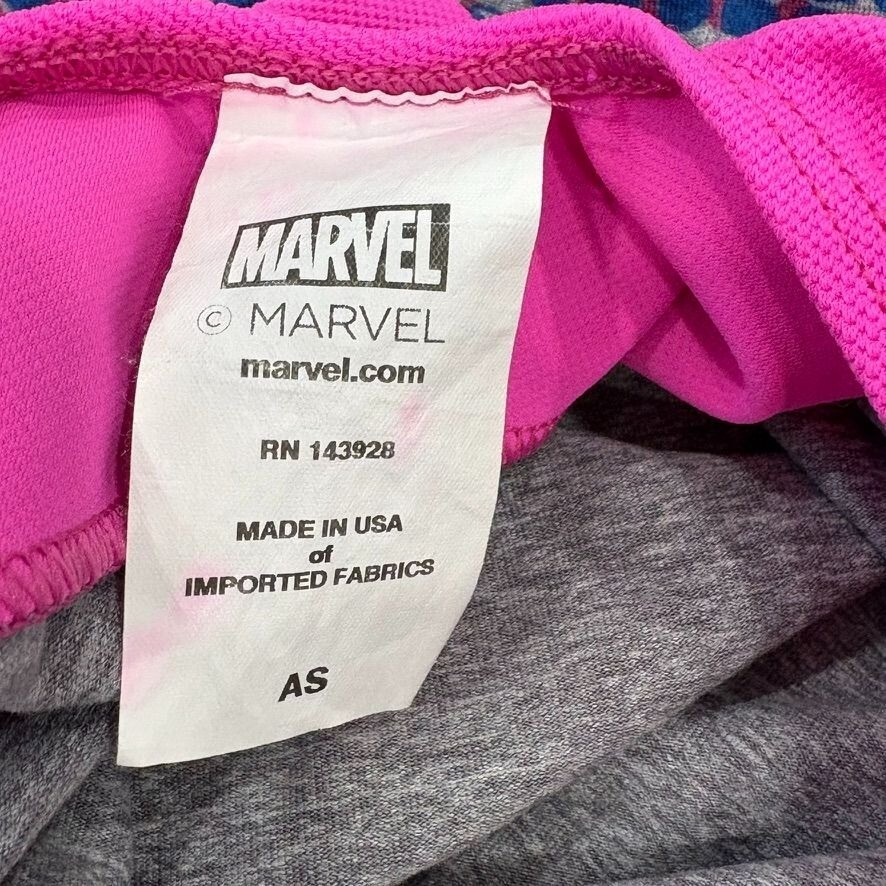 MARVEL
© MARVEL
marvel.com
RN 143928
MADE IN USA
of
IMPORTED FABRICS
AS